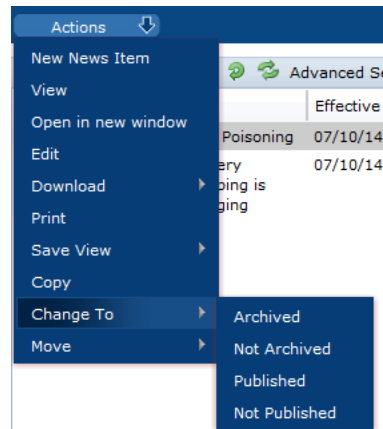 Actions
New News Item
View
Open in new window
Edit
Download
Print
Save View
Copy
Change To
Move
Archived
Not Archived
Published
Not Published
Advanced
Effective
Poisoning 07/10/14
07/10/14
is